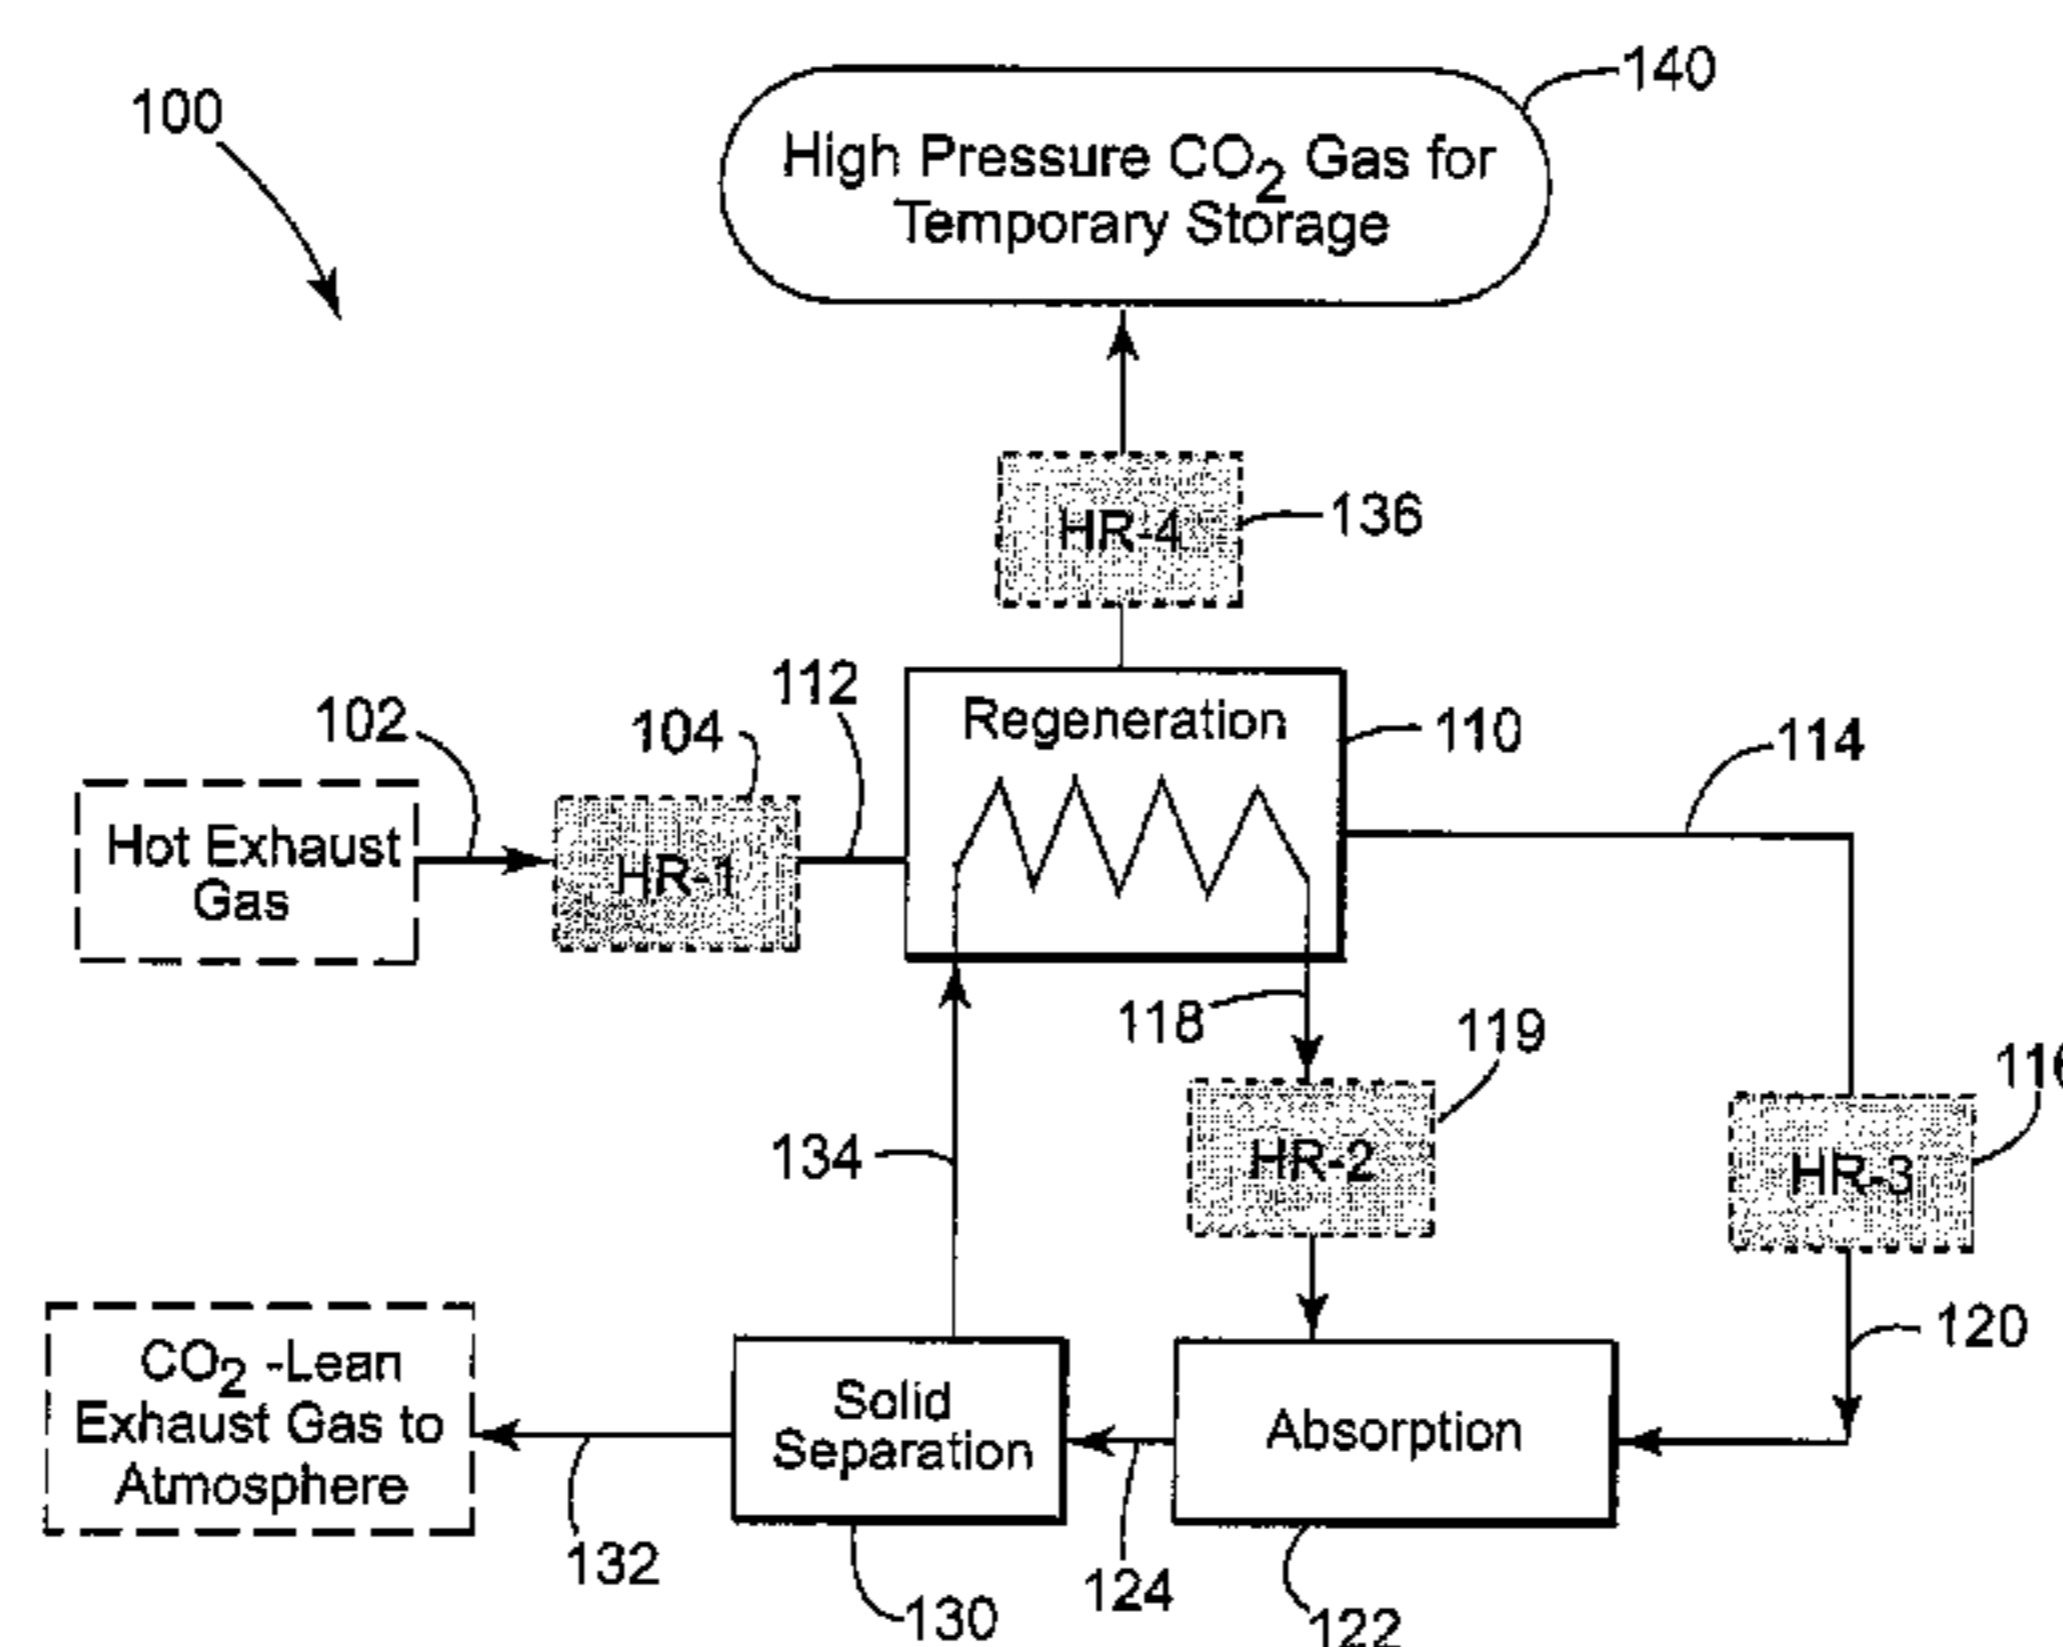 100
140
High Pressure CO2 Gas for
Temporary Storage
HR-4
136
102
104
112
Regeneration
110
114
Hot Exhaust
Gas
HR-1
118
119
HR-2
HR-3
134
120
CO2 -Lean
Exhaust Gas to
Atmosphere
Solid
Separation
Absorption
132
130
124
122